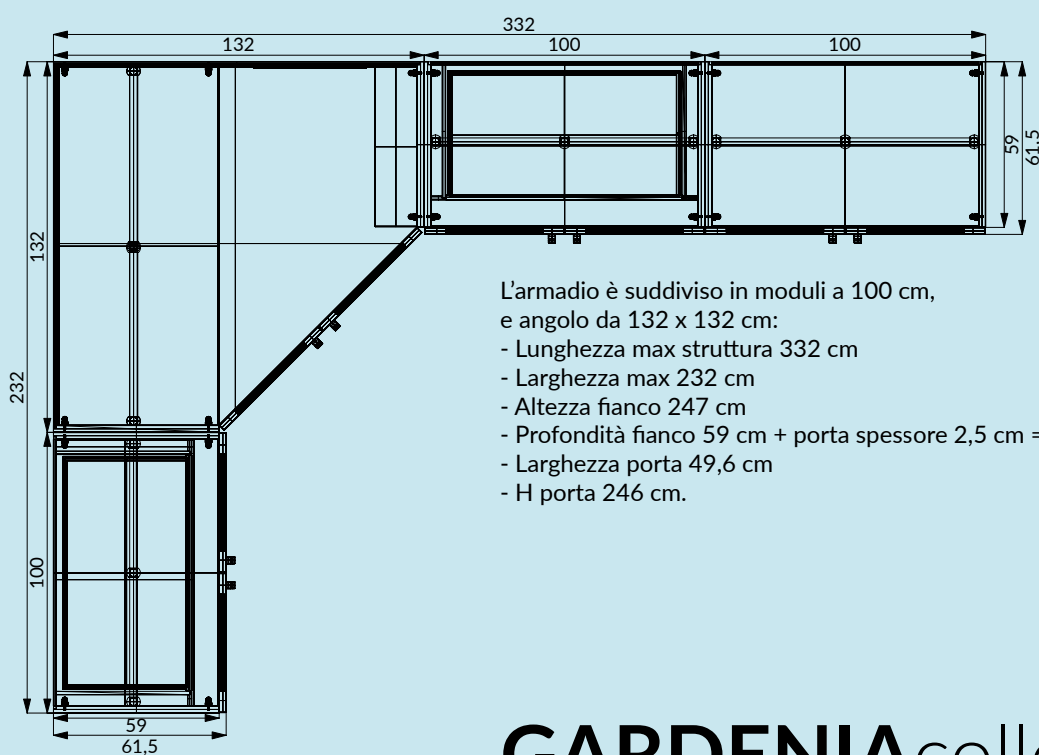 332
132 100 100
59
61,5
132
232
100
59
61,5
L'armadio è suddiviso in moduli a 100 cm,
e angolo da 132 x 132 cm:
- Lunghezza max struttura 332 cm
- Larghezza max 232 cm
- Altezza fianco 247 cm
- Profondità fianco 59 cm + porta spessore 2,5 cm =
- Larghezza porta 49,6 cm
- H porta 246 cm.
GARDENIA